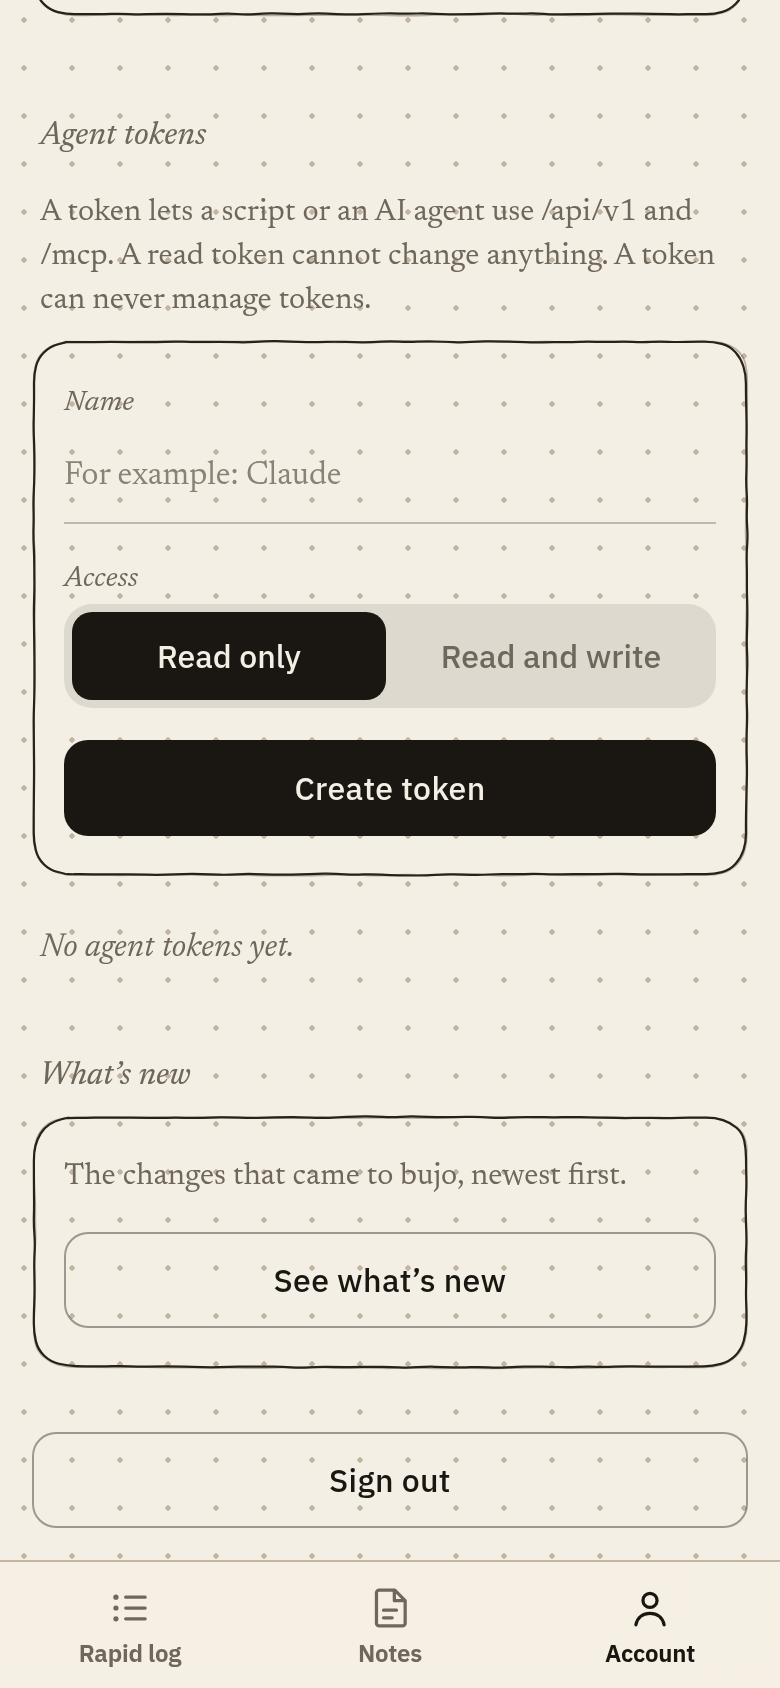 Agent tokens
A token lets a script or an AI agent use /api/v1 and
/mcp. A read token cannot change anything. A token
can never manage tokens.
Name
For example: Claude
Access
Read only
Read and write
Create token
No agent tokens yet.
What’s new
The changes that came to bujo, newest first.
See what’s new
Sign out
Rapid log
Notes
Account